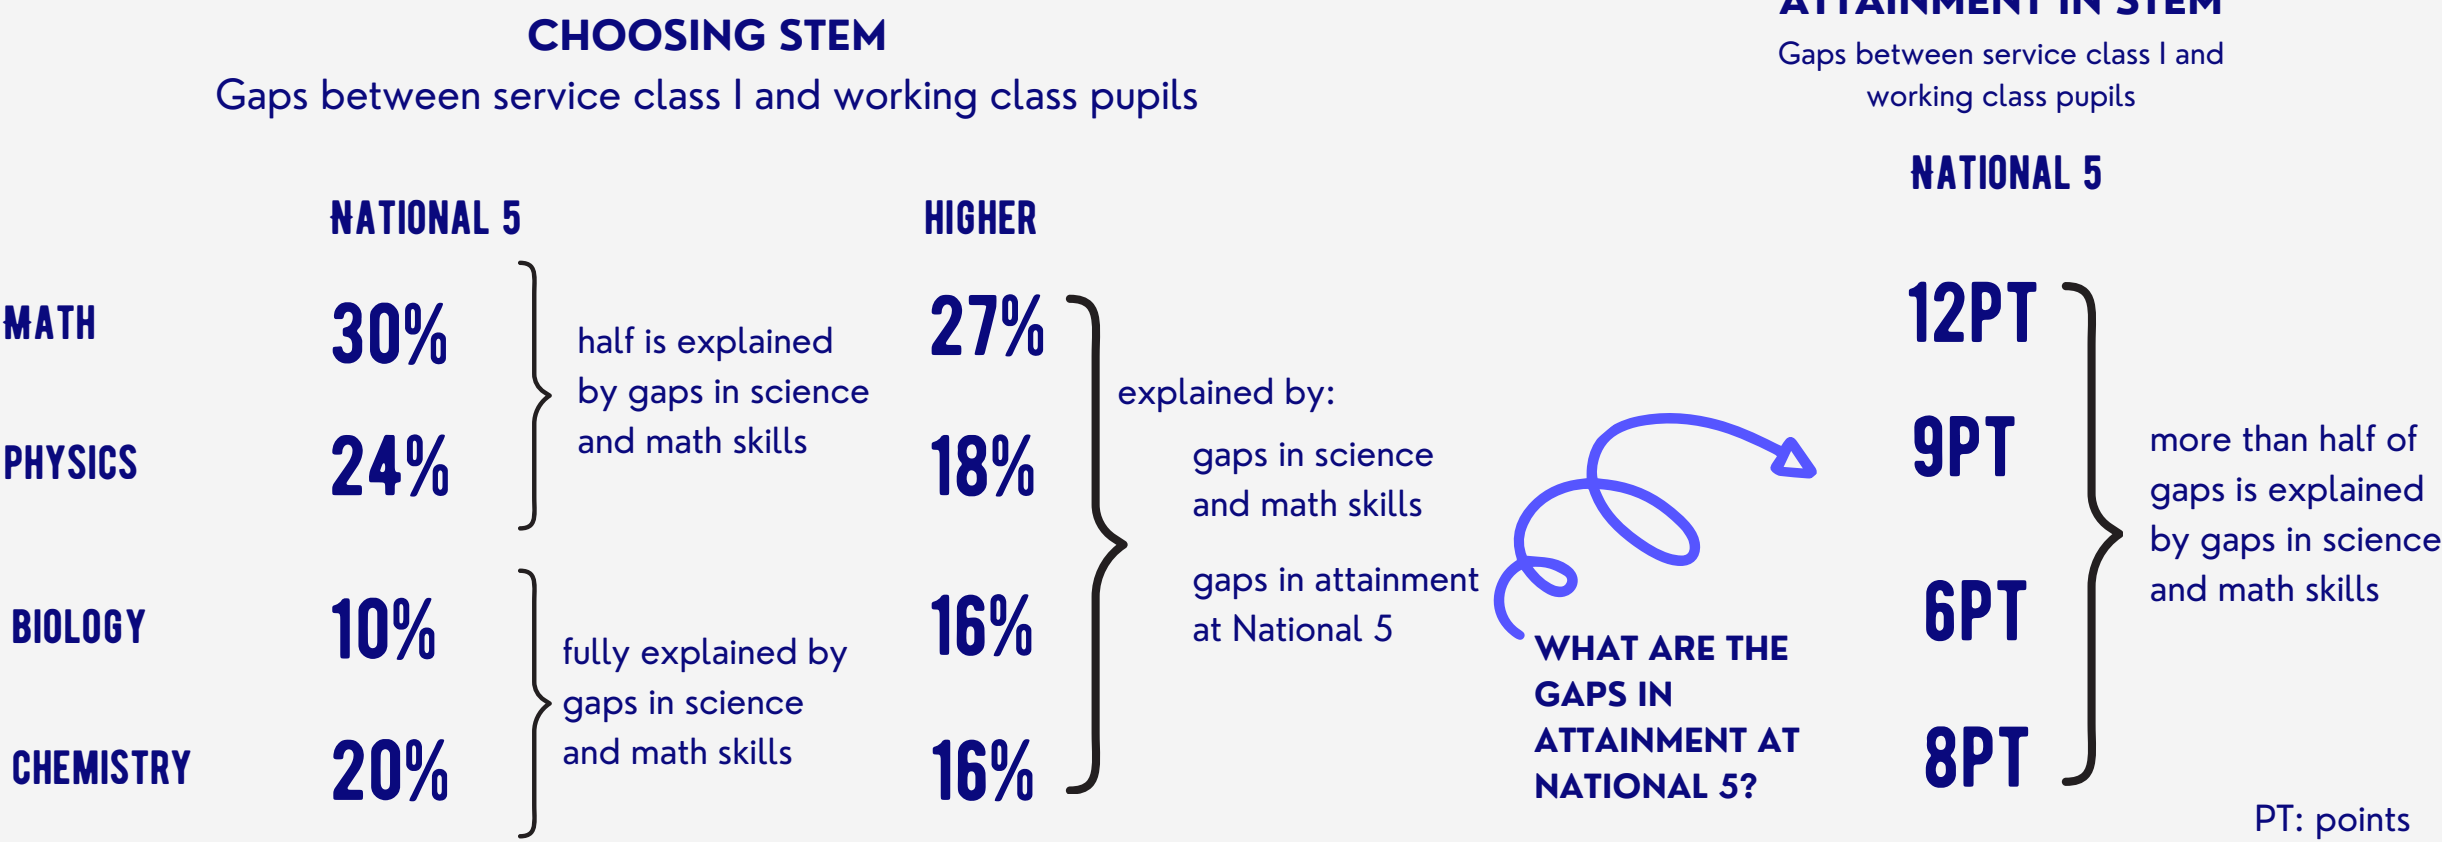 CHOOSING STEM
Gaps between service class I and working class pupils
NATIONAL 5
HIGHER
MATH
30%
27%
PHYSICS
24%
18%
half is explained
by gaps in science
and math skills
BIOLOGY
10%
16%
CHEMISTRY
20%
16%
fully explained by
gaps in science
and math skills
explained by:
gaps in science
and math skills
gaps in attainment
at National 5
WHAT ARE THE
GAPS IN
ATTAINMENT AT
NATIONAL 5?
ATTAINMENT IN STEM
Gaps between service class I and
working class pupils
NATIONAL 5
12PT
9PT
6PT
8PT
more than half of
gaps is explained
by gaps in science
and math skills
PT: points